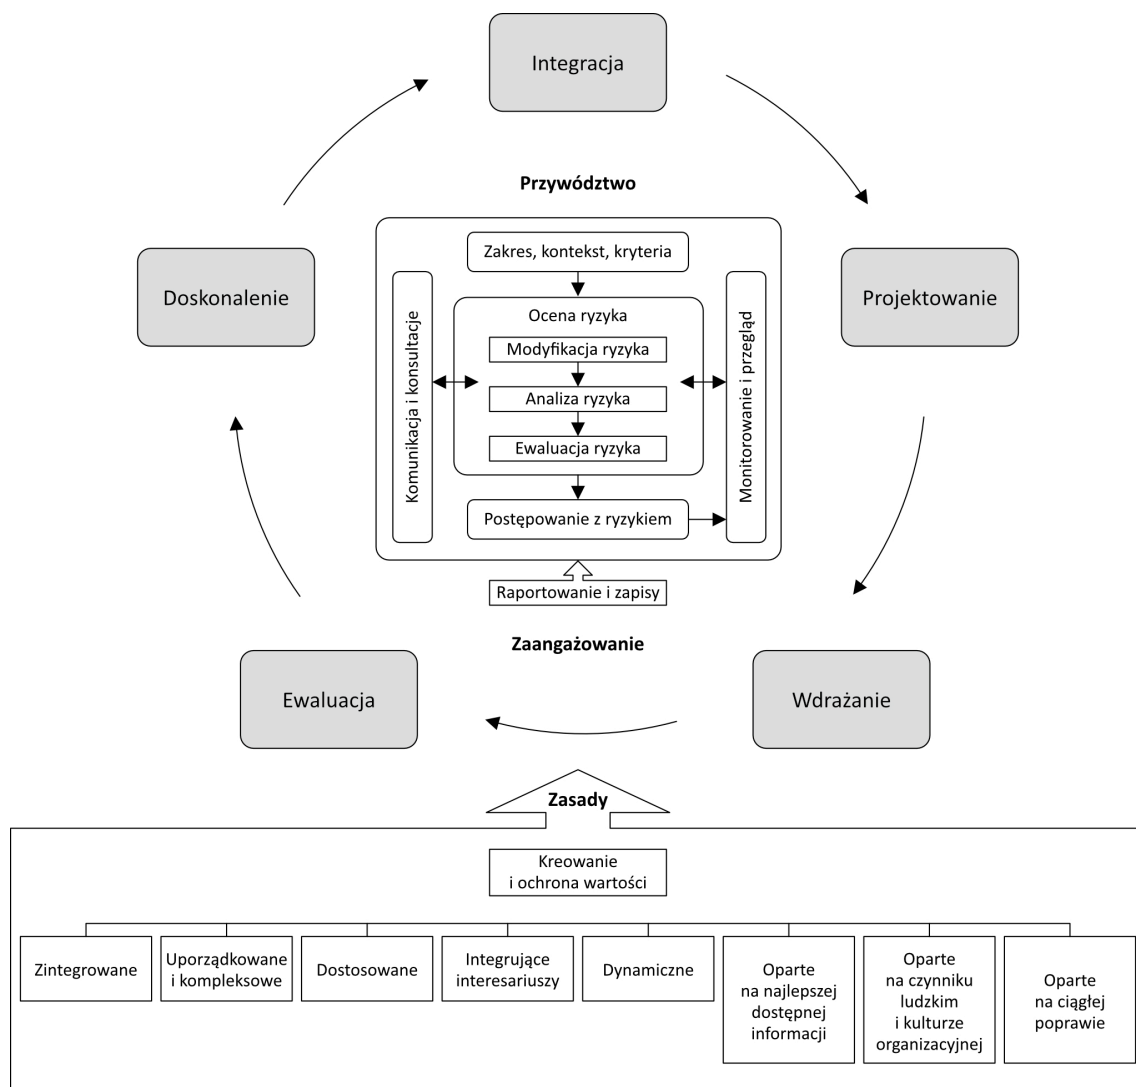 Integracja
Przywództwo
Zakres, kontekst, kryteria
Doskonalenie
Projektowanie
Komunikacja i konsultacje
Ocena ryzyka
Modyfikacja ryzyka
Analiza ryzyka
Ewaluacja ryzyka
Monitorowanie i przegląd
Postępowanie z ryzykiem
Raportowanie i zapisy
Zaangażowanie
Ewaluacja
Wdrażanie
Zasady
Kreowanie
i ochrona wartości
Zintegrowane
Uporządkowane
i kompleksowe
Dostosowane
Integrujące
interesariuszy
Dynamiczne
Oparte
na najlepszej
dostępnej
informacji
Oparte
na czynniku
ludzkim
i kulturze
organizacyjnej
Oparte
na ciągłej
poprawie